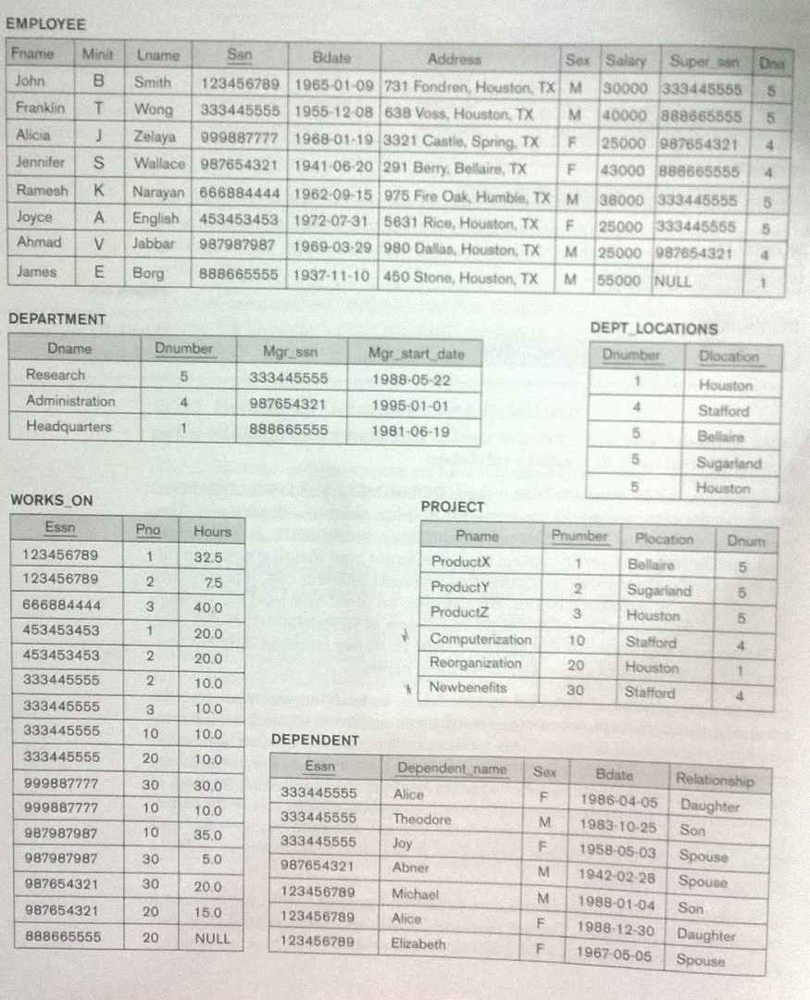 EMPLOYEE
Fname Minit Lname Ssn Bdate Address Sex Salary Super_ssn Dno
John B Smith 123456789 1965-01-09 731 Fondren, Houston, TX M 30000 333445555 5
Franklin T Wong 333445555 1955-12-08 638 Voss, Houston, TX M 40000 888665555 5
Alicia J Zelaya 999887777 1968-01-19 3321 Castle, Spring, TX F 25000 987654321 4
Jennifer S Wallace 987654321 1941-06-20 291 Berry, Bellaire, TX F 43000 888665555 4
Ramesh K Narayan 666884444 1962-09-15 975 Fire Oak, Humble, TX M 38000 333445555 5
Joyce A English 453453453 1972-07-31 5631 Rice, Houston, TX F 25000 333445555 5
Ahmad V Jabbar 987987987 1969-03-29 980 Dallas, Houston, TX M 25000 987654321 4
James E Borg 888665555 1937-11-10 450 Stone, Houston, TX M 55000 NULL 1
DEPARTMENT
Dname Dnumber Mgr_ssn Mgr_start_date
Research 5 333445555 1988-05-22
Administration 4 987654321 1995-01-01
Headquarters 1 888665555 1981-06-19
DEPT_LOCATIONS
Dnumber Dlocation
1 Houston
4 Stafford
5 Bellaire
5 Sugarland
5 Houston
WORKS_ON
Essn Pno Hours
123456789 1 32.5
123456789 2 7.5
666884444 3 40.0
453453453 1 20.0
453453453 2 20.0
333445555 2 10.0
333445555 3 10.0
333445555 10 10.0
333445555 20 10.0
999887777 30 30.0
999887777 10 10.0
987987987 10 35.0
987987987 30 5.0
987654321 30 20.0
987654321 20 15.0
888665555 20 NULL
PROJECT
Pname Pnumber Plocation Dnum
ProductX 1 Bellaire 5
ProductY 2 Sugarland 5
ProductZ 3 Houston 5
Computerization 10 Stafford 4
Reorganization 20 Houston 1
Newbenefits 30 Stafford 4
DEPENDENT
Essn Dependent_name Sex Bdate Relationship
333445555 Alice F 1986-04-05 Daughter
333445555 Theodore M 1983-10-25 Son
333445555 Joy F 1958-05-03 Spouse
987654321 Abner M 1942-02-28 Spouse
123456789 Michael M 1988-01-04 Son
123456789 Alice F 1988-12-30 Daughter
123456789 Elizabeth F 1967-05-05 Spouse